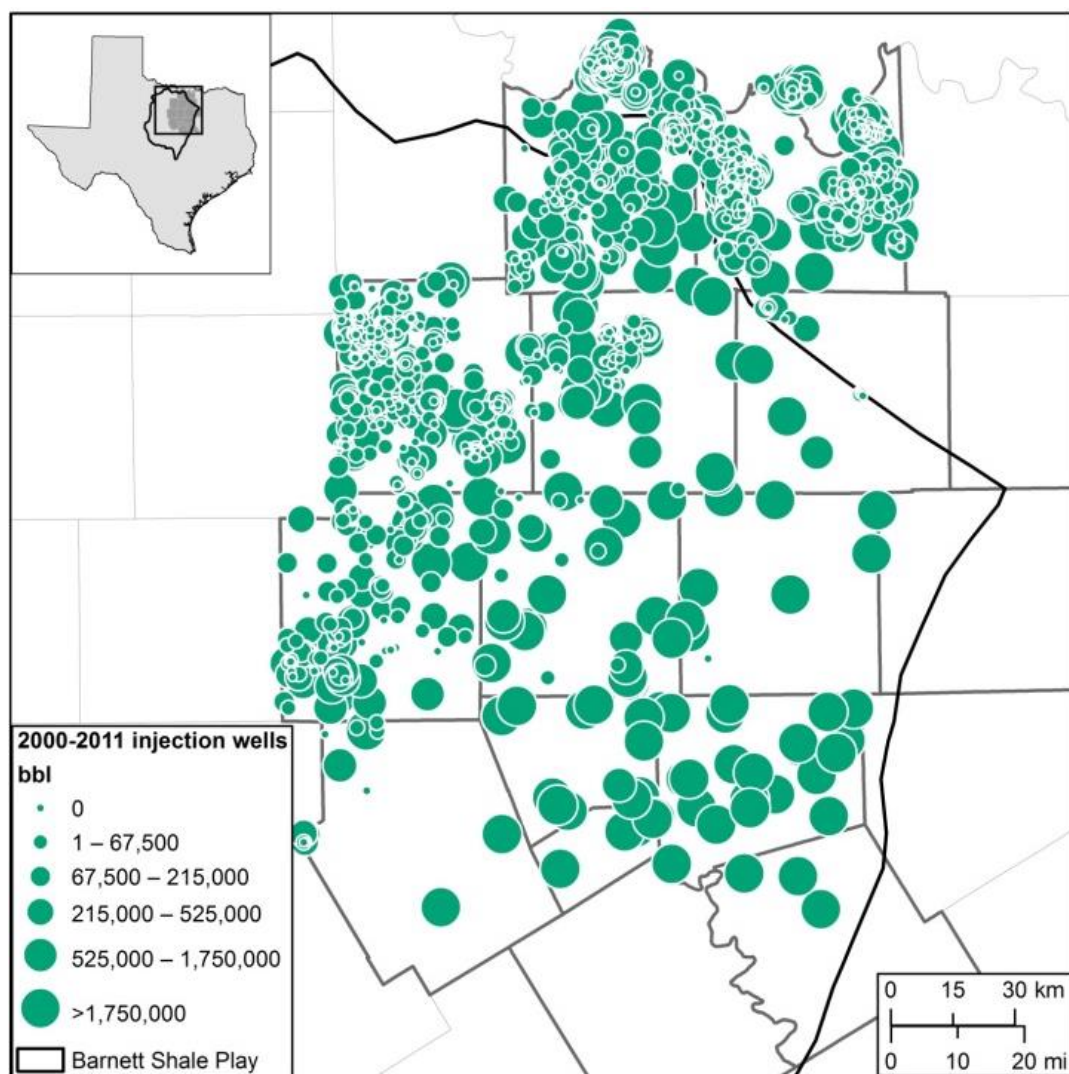 2000-2011 injection wells
bbl
0
1 – 67,500
67,500 – 215,000
215,000 – 525,000
525,000 – 1,750,000
>1,750,000
Barnett Shale Play
0 15 30 km
0 10 20 mi